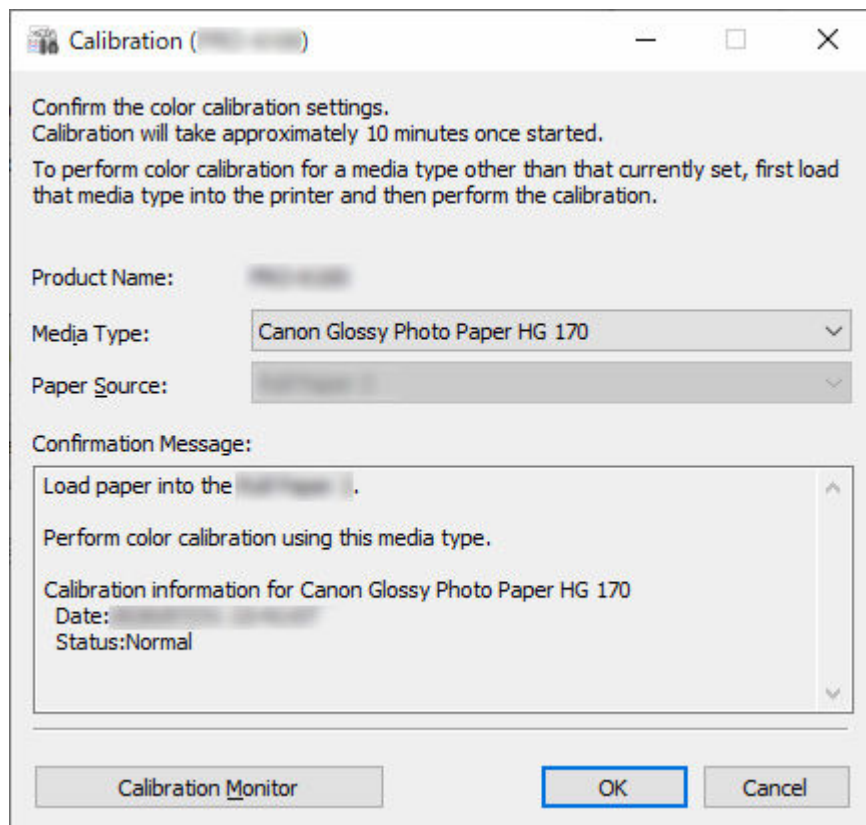 Calibration ( )
Confirm the color calibration settings.
Calibration will take approximately 10 minutes once started.
To perform color calibration for a media type other than that currently set, first load
that media type into the printer and then perform the calibration.
Product Name:
Media Type: Canon Glossy Photo Paper HG 170
Paper Source:
Confirmation Message:
Load paper into the .
Perform color calibration using this media type.
Calibration information for Canon Glossy Photo Paper HG 170
Date:
Status:Normal
Calibration Monitor OK Cancel